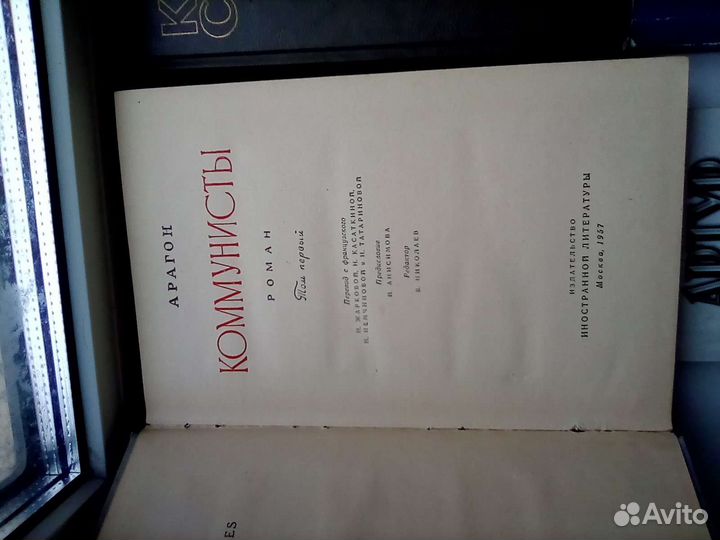 АРАГОН
КОММУНИСТЫ
РОМАН
Том первый
Перевод с французского
Н. ЖАРКОВОЙ, Н. КАСАТКИНОЙ,
Н. НЕМЧИНОВОЙ и Н. ТАТАРИНОВОЙ
Предисловие
И. АНИСИМОВА
Редактор
Б. НИКОЛАЕВ
ИЗДАТЕЛЬСТВО
ИНОСТРАННОЙ ЛИТЕРАТУРЫ
Москва, 1957
ES
К
С
Avito